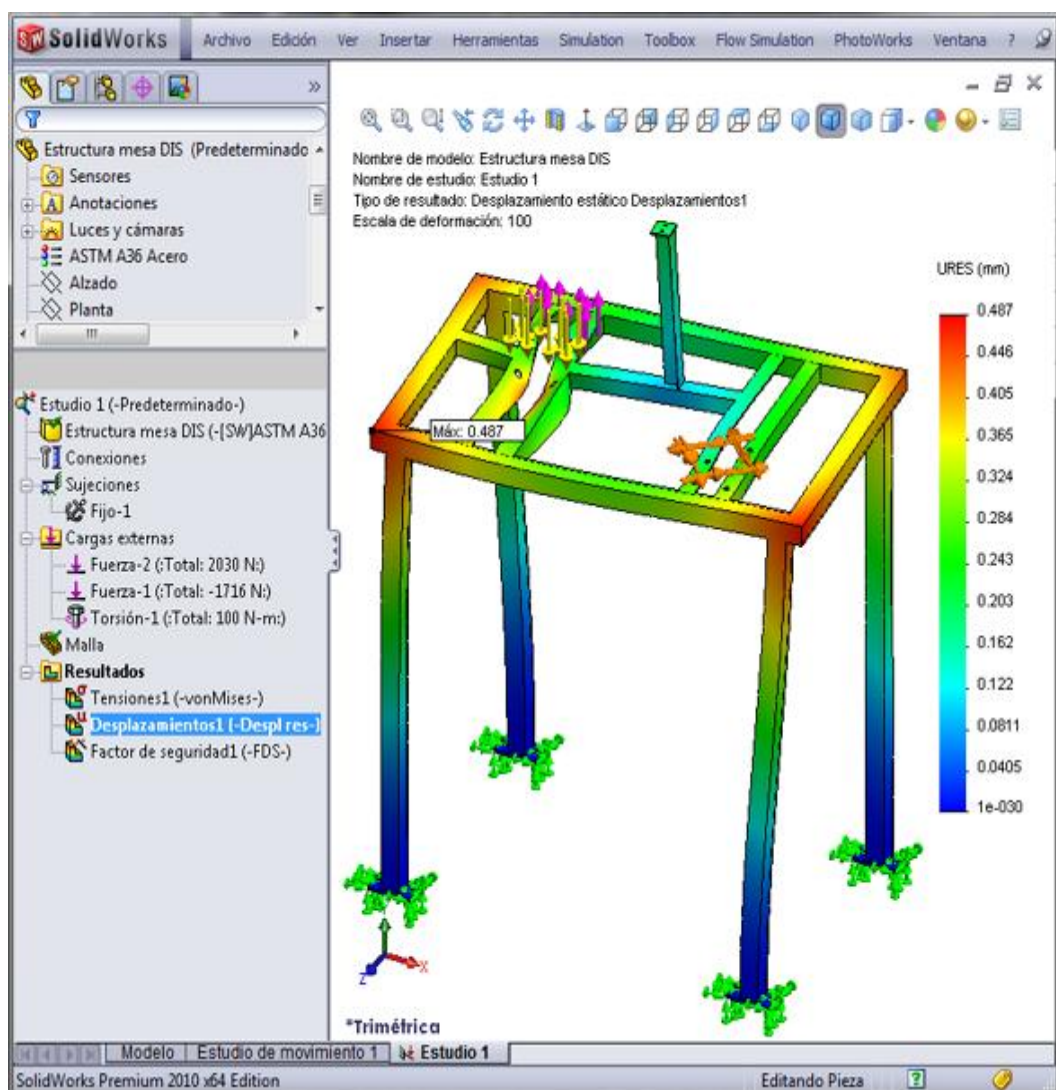 SolidWorks Archivo Edición Ver Insertar Herramientas Simulation Toolbox Flow Simulation PhotoWorks Ventana ?
Estructura mesa DIS (Predeterminado
Sensores
Anotaciones
Luces y cámaras
ASTM A36 Acero
Alzado
Planta
Estudio 1 (-Predeterminado-)
Estructura mesa DIS (-[SW]ASTM A36
Conexiones
Sujeciones
Fijo-1
Cargas externas
Fuerza-2 (:Total: 2030 N:)
Fuerza-1 (:Total: -1716 N:)
Torsión-1 (:Total: 100 N-m:)
Malla
Resultados
Tensiones1 (-vonMises-)
Desplazamientos1 (-Despl res-)
Factor de seguridad1 (-FDS-)
Nombre de modelo: Estructura mesa DIS
Nombre de estudio: Estudio 1
Tipo de resultado: Desplazamiento estático Desplazamientos1
Escala de deformación: 100
Máx: 0.487
URES (mm)
0.487
0.446
0.405
0.365
0.324
0.284
0.243
0.203
0.162
0.122
0.0811
0.0405
1e-030
Z X
*Trimétrica
Modelo Estudio de movimiento 1 Estudio 1
SolidWorks Premium 2010 x64 Edition Editando Pieza ?